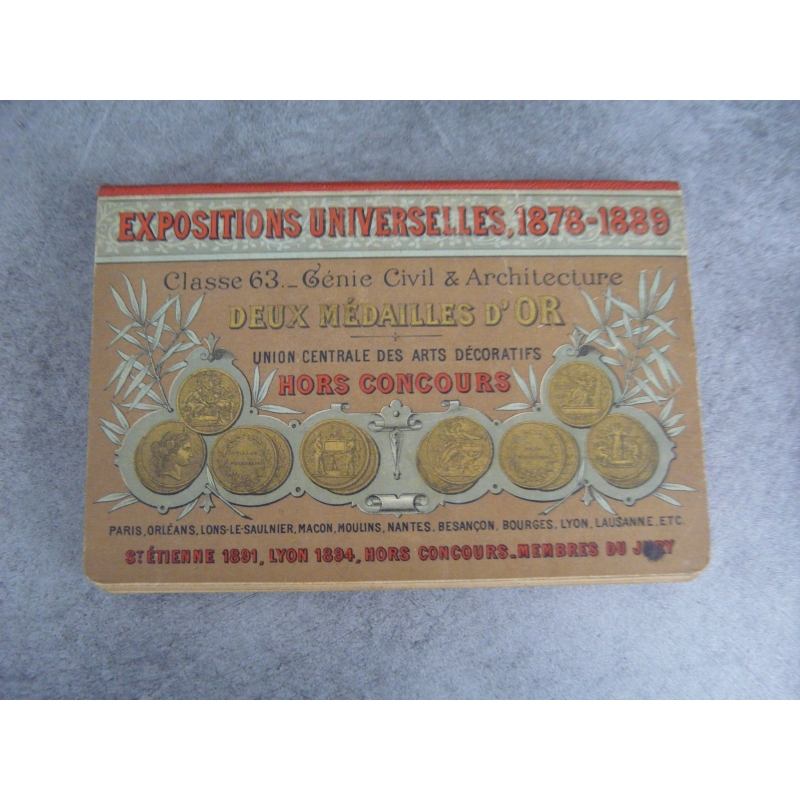 EXPOSITIONS UNIVERSELLES, 1878-1889
Classe 63._Génie Civil & Architecture
DEUX MÉDAILLES D'OR
UNION CENTRALE DES ARTS DÉCORATIFS
HORS CONCOURS
PARIS, ORLÉANS, LONS-LE-SAULNIER, MACON, MOULINS, NANTES, BESANÇON, BOURGES, LYON, LAUSANNE, ETC.
ST ÉTIENNE 1891, LYON 1894, HORS CONCOURS-MEMBRES DU JURY